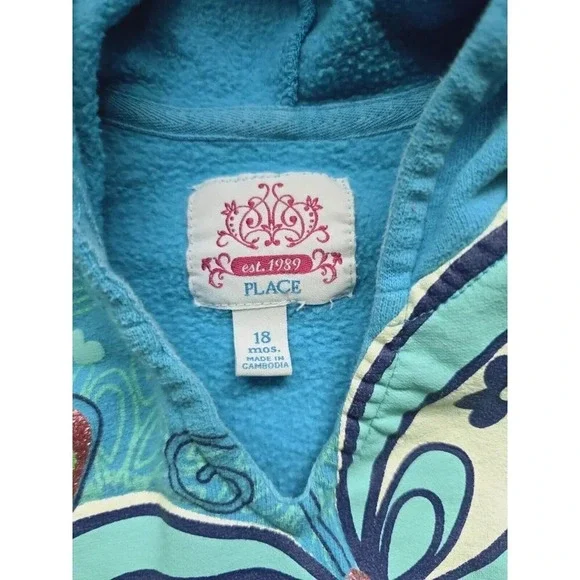 est. 1989
PLACE
18
mos.
MADE IN
CAMBODIA